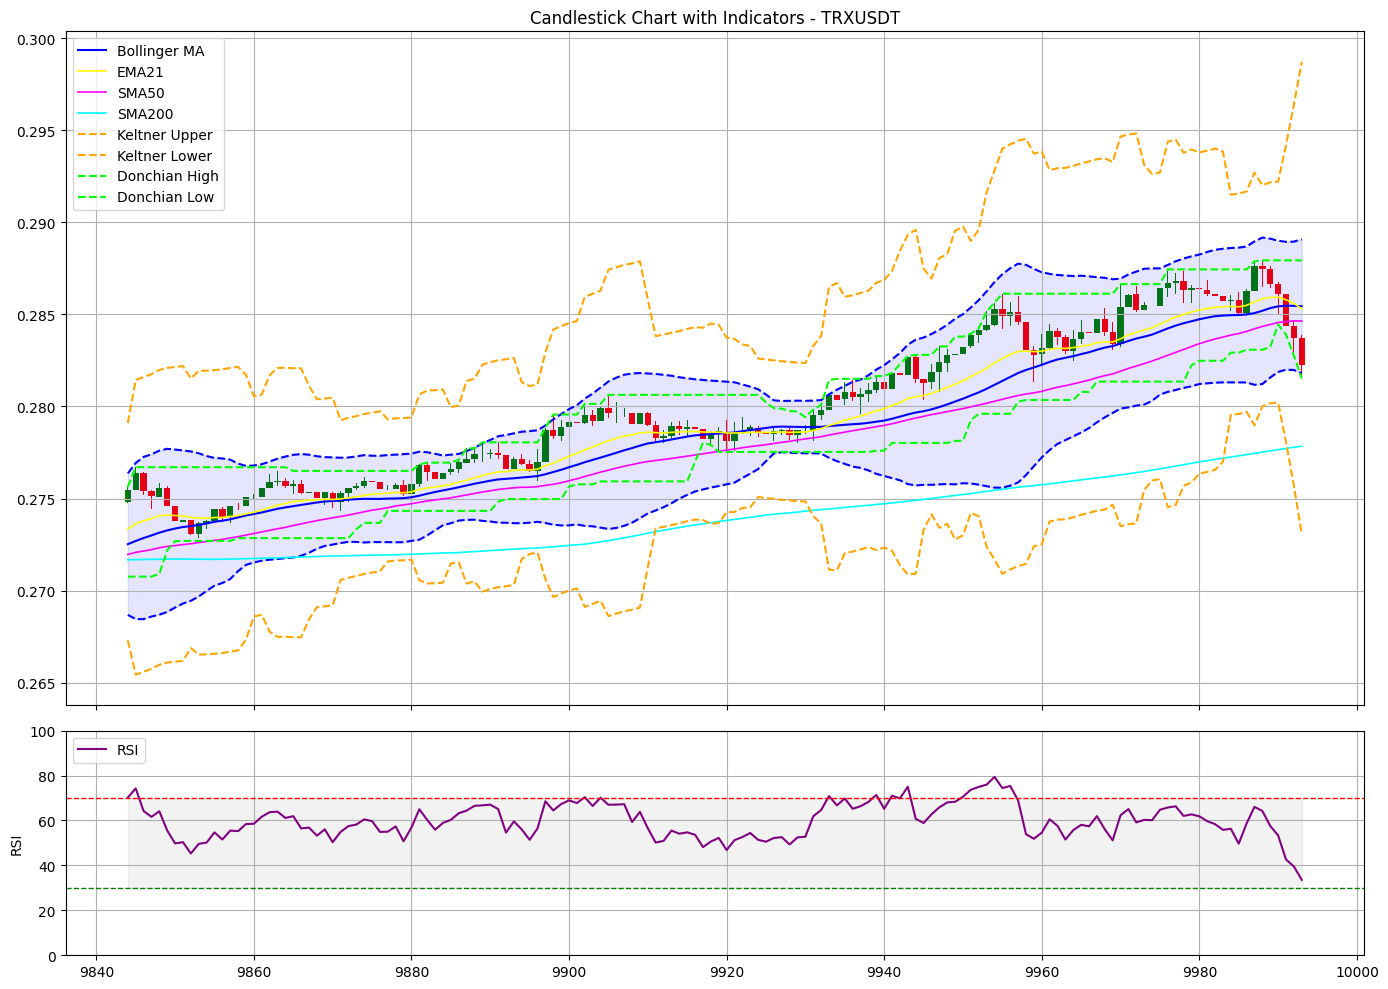 Candlestick Chart with Indicators - TRXUSDT
Bollinger MA
EMA21
SMA50
SMA200
Keltner Upper
Keltner Lower
Donchian High
Donchian Low
0.300
0.295
0.290
0.285
0.280
0.275
0.270
0.265
RSI
RSI
100
80
60
40
20
0
9840 9860 9880 9900 9920 9940 9960 9980 10000